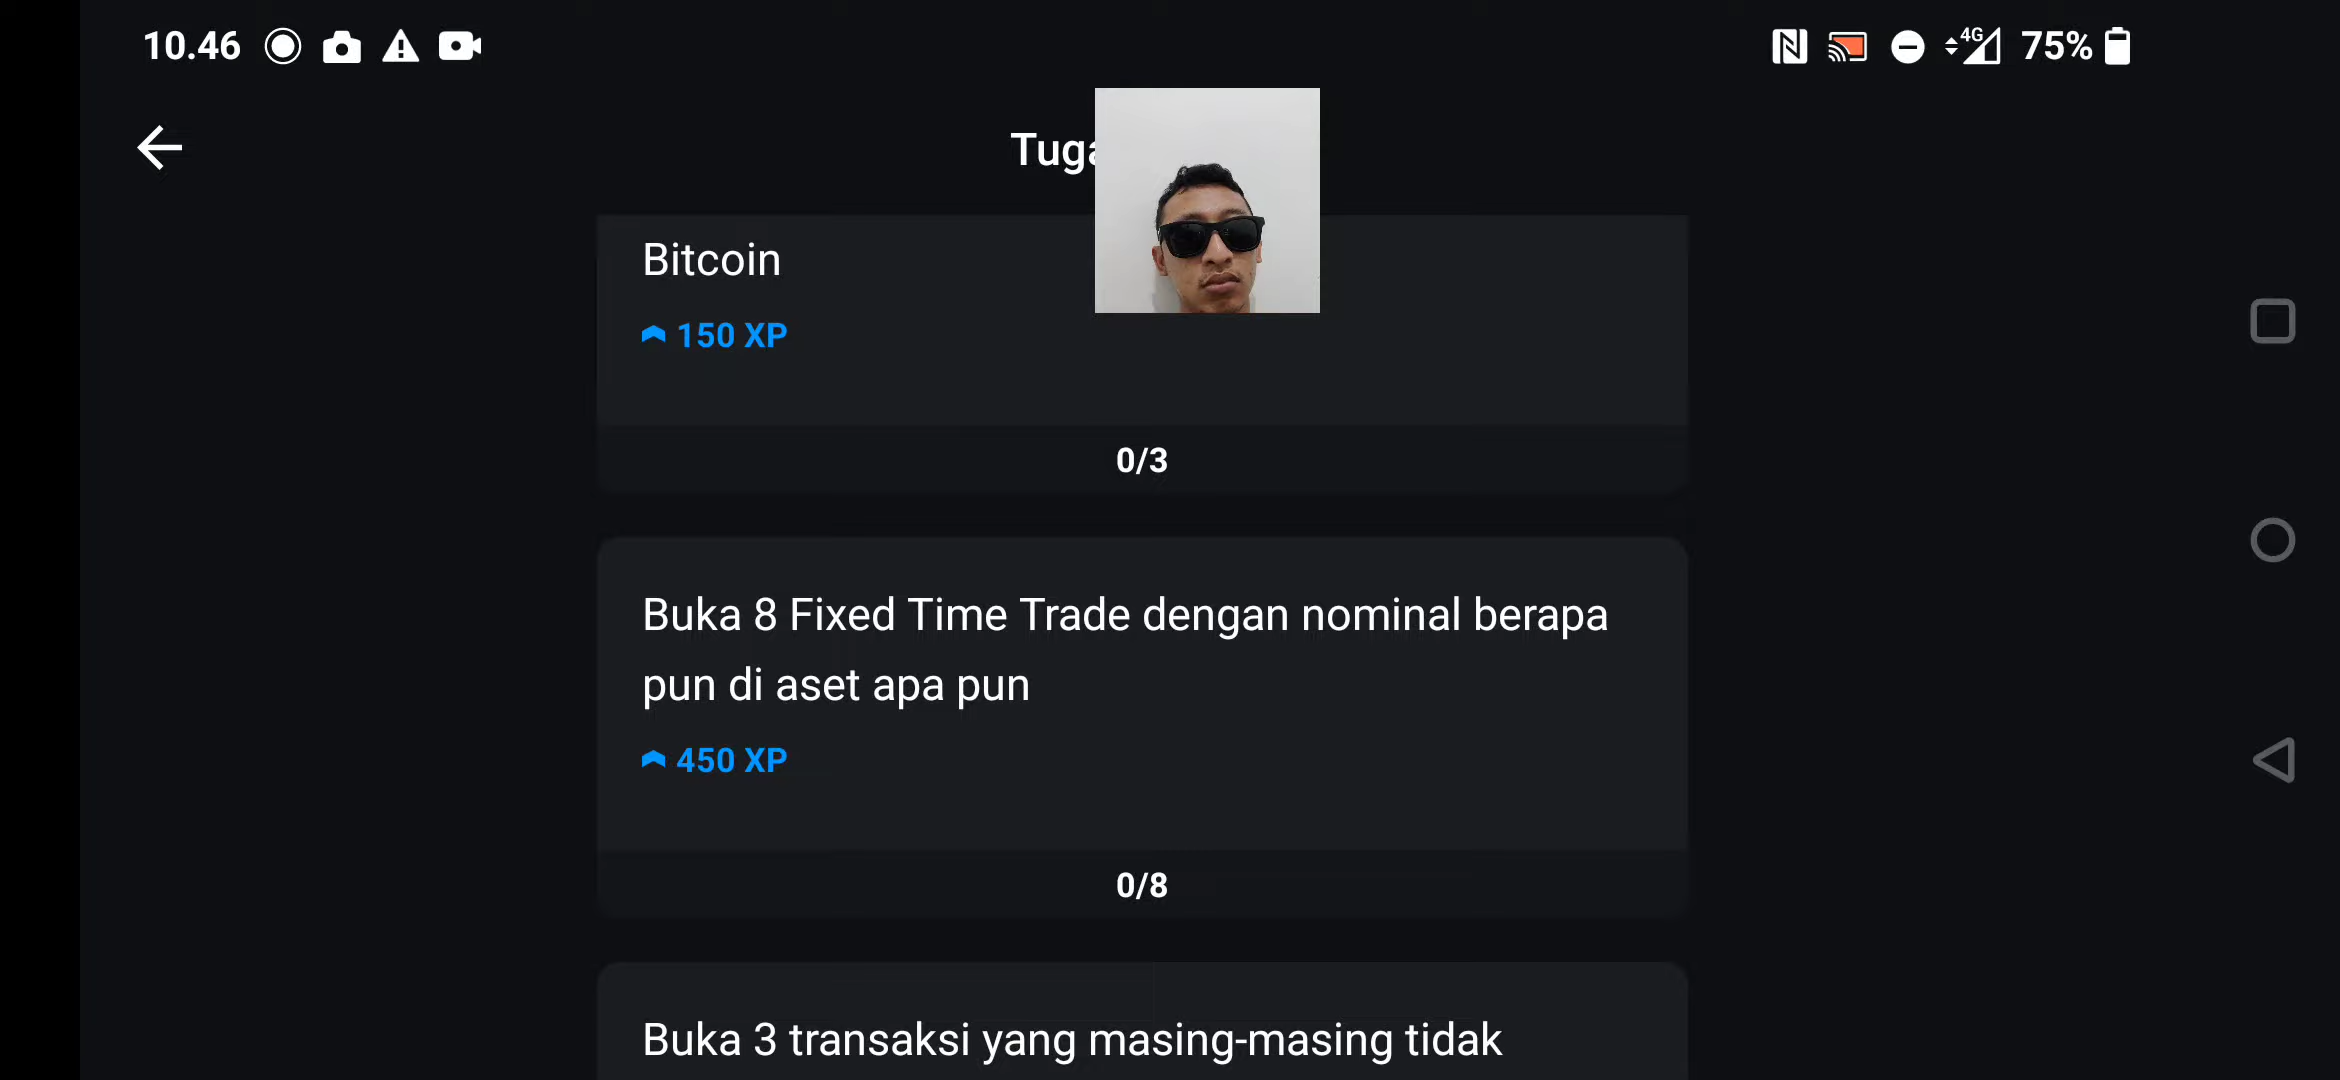 10.46
4G
75%
Bitcoin
150 XP
0/3
Buka 8 Fixed Time Trade dengan nominal berapa
pun di aset apa pun
450 XP
0/8
Buka 3 transaksi yang masing-masing tidak